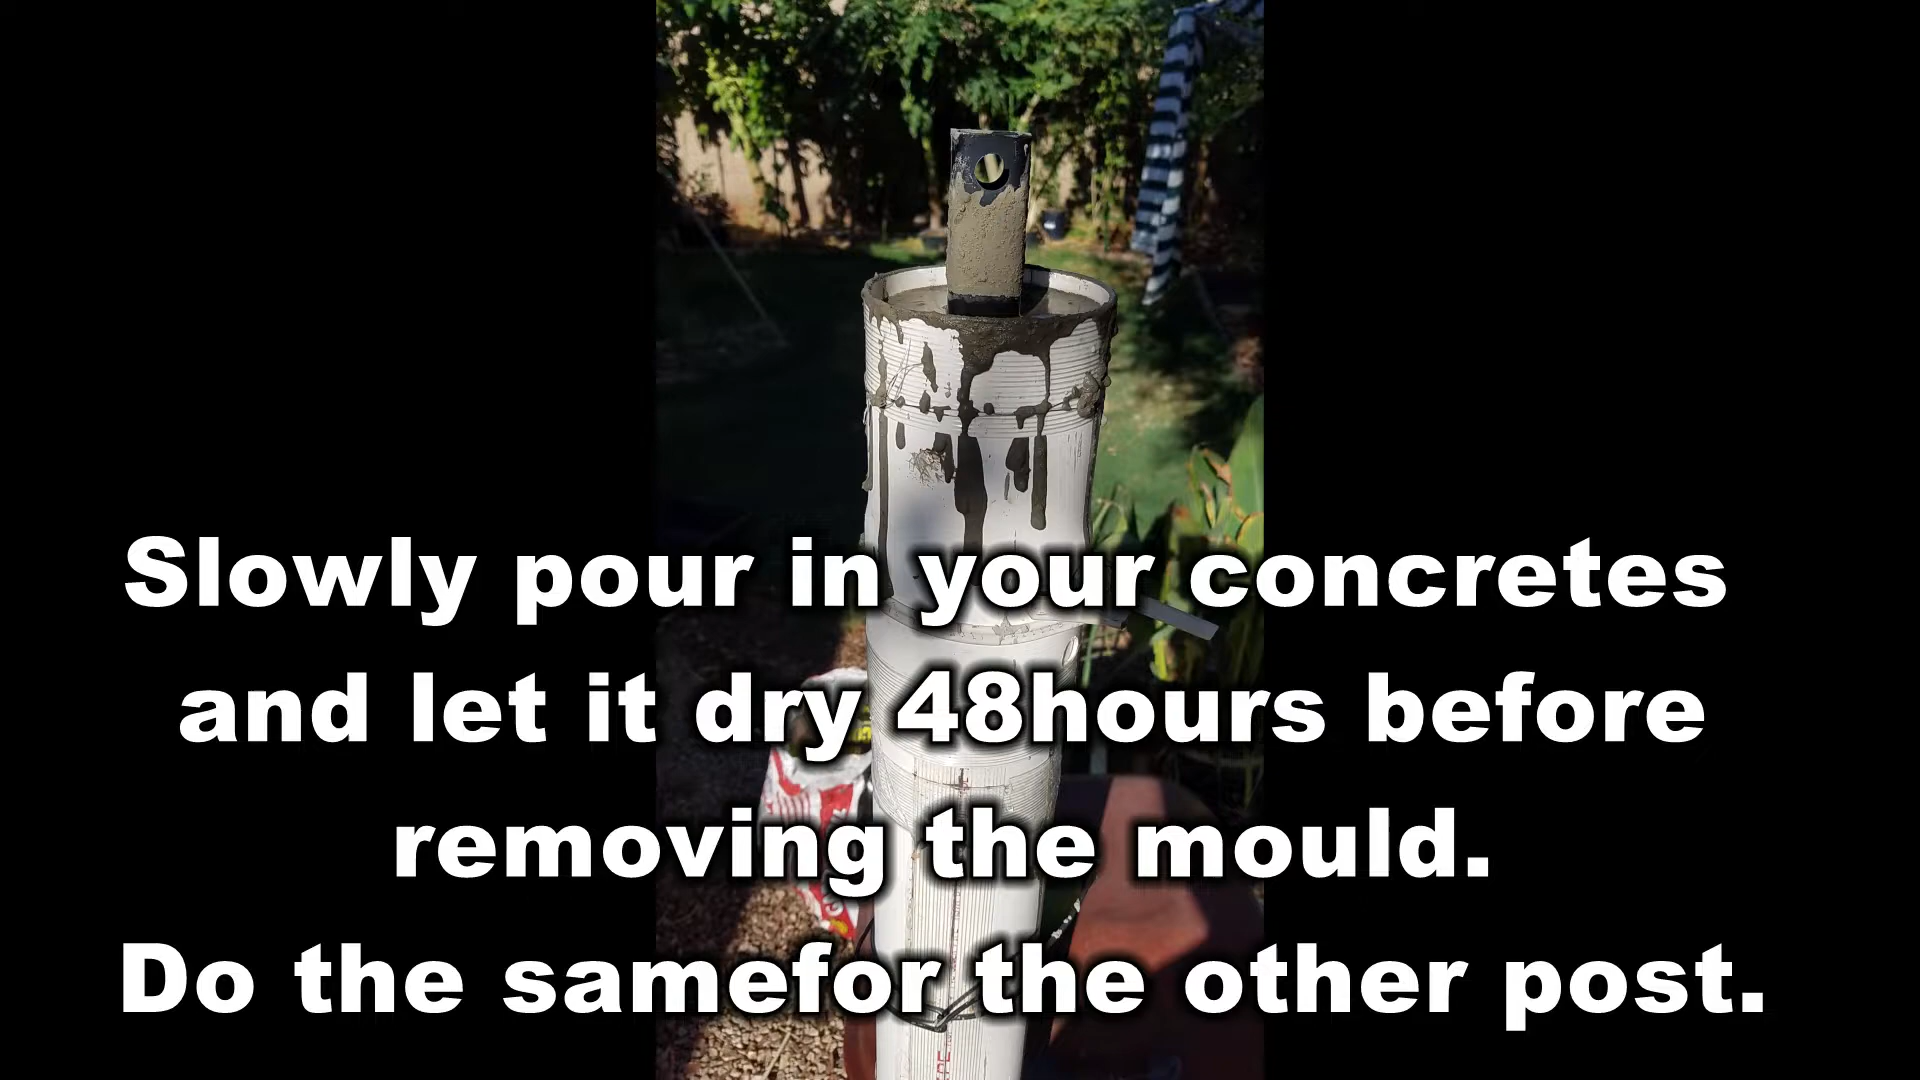 Slowly pour in your concretes
and let it dry 48hours before
removing the mould.
Do the samefor the other post.